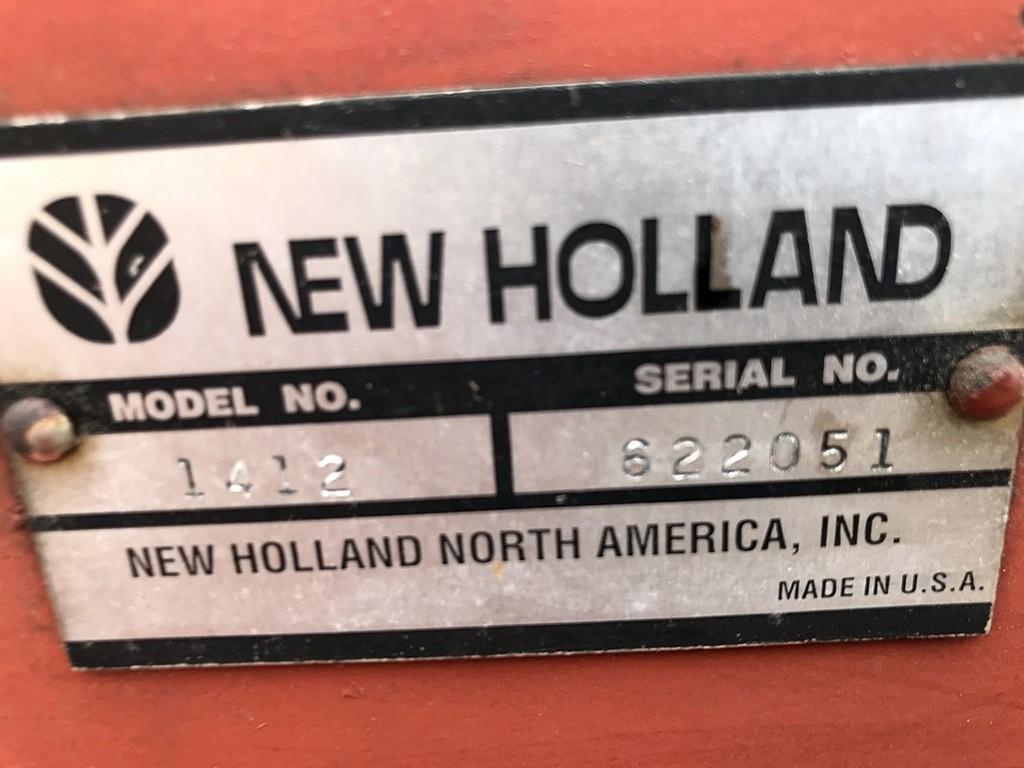 NEW HOLLAND
MODEL NO. SERIAL NO.
1412 622051
NEW HOLLAND NORTH AMERICA, INC.
MADE IN U.S.A.